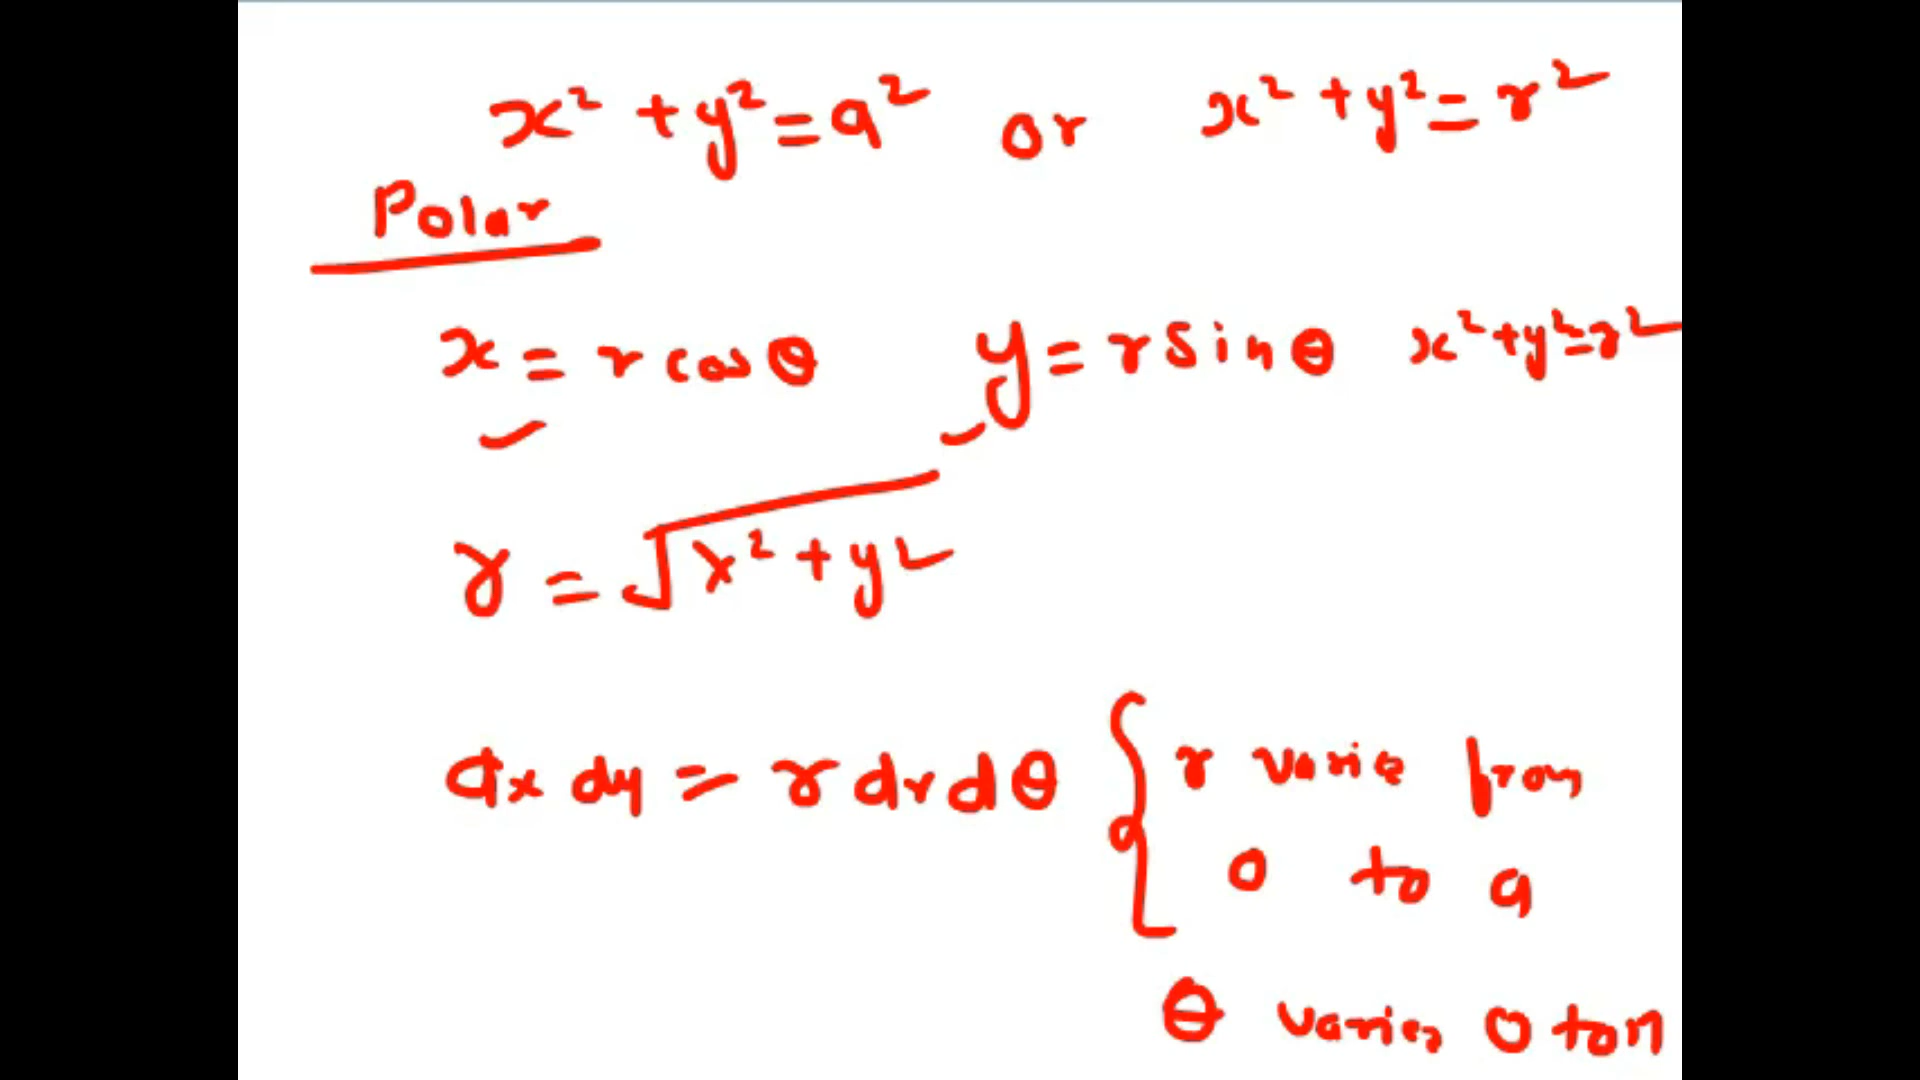 x² + y² = a² or x² + y² = r²
Polar
x = r cos θ y = r sin θ x² + y² = r²
r = √x² + y²
dx dy = r dr dθ { r varies from
0 to a
θ varies 0 to π